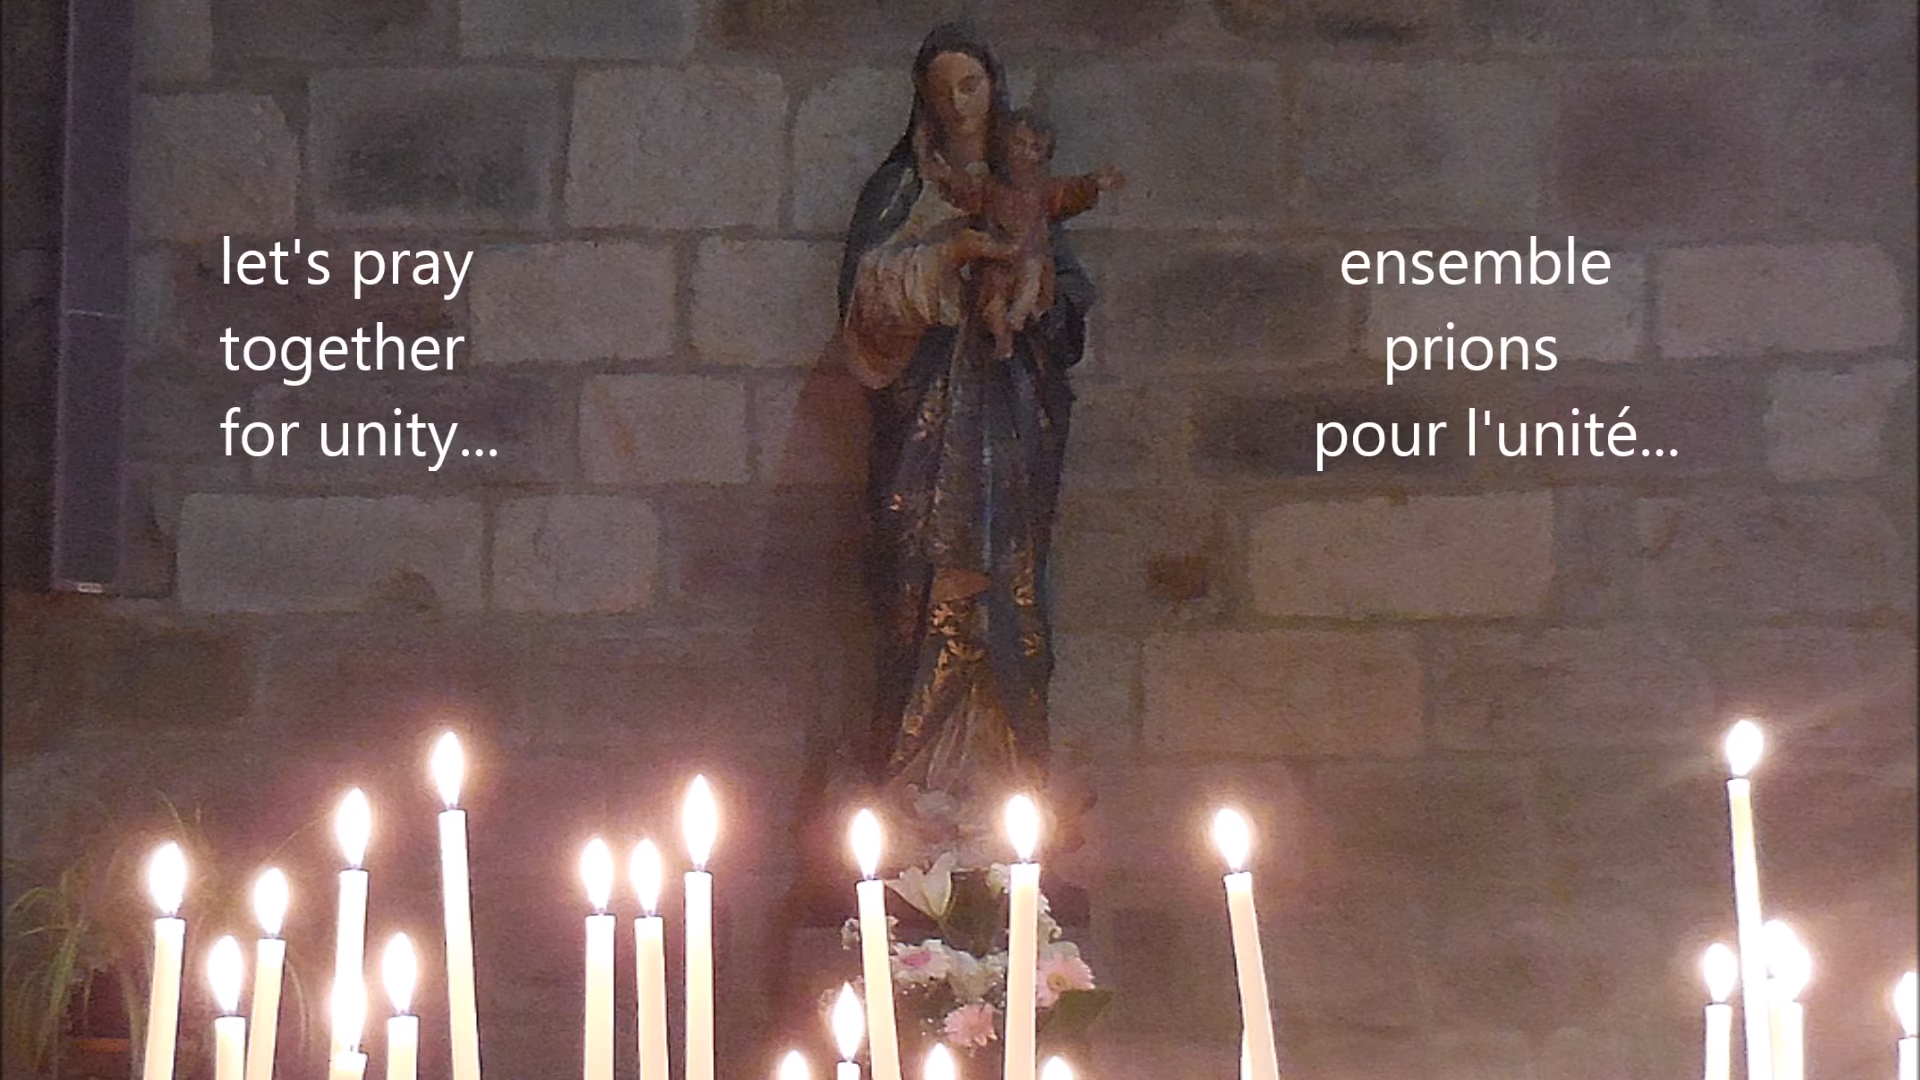 let's pray
together
for unity...
ensemble
prions
pour l'unité...